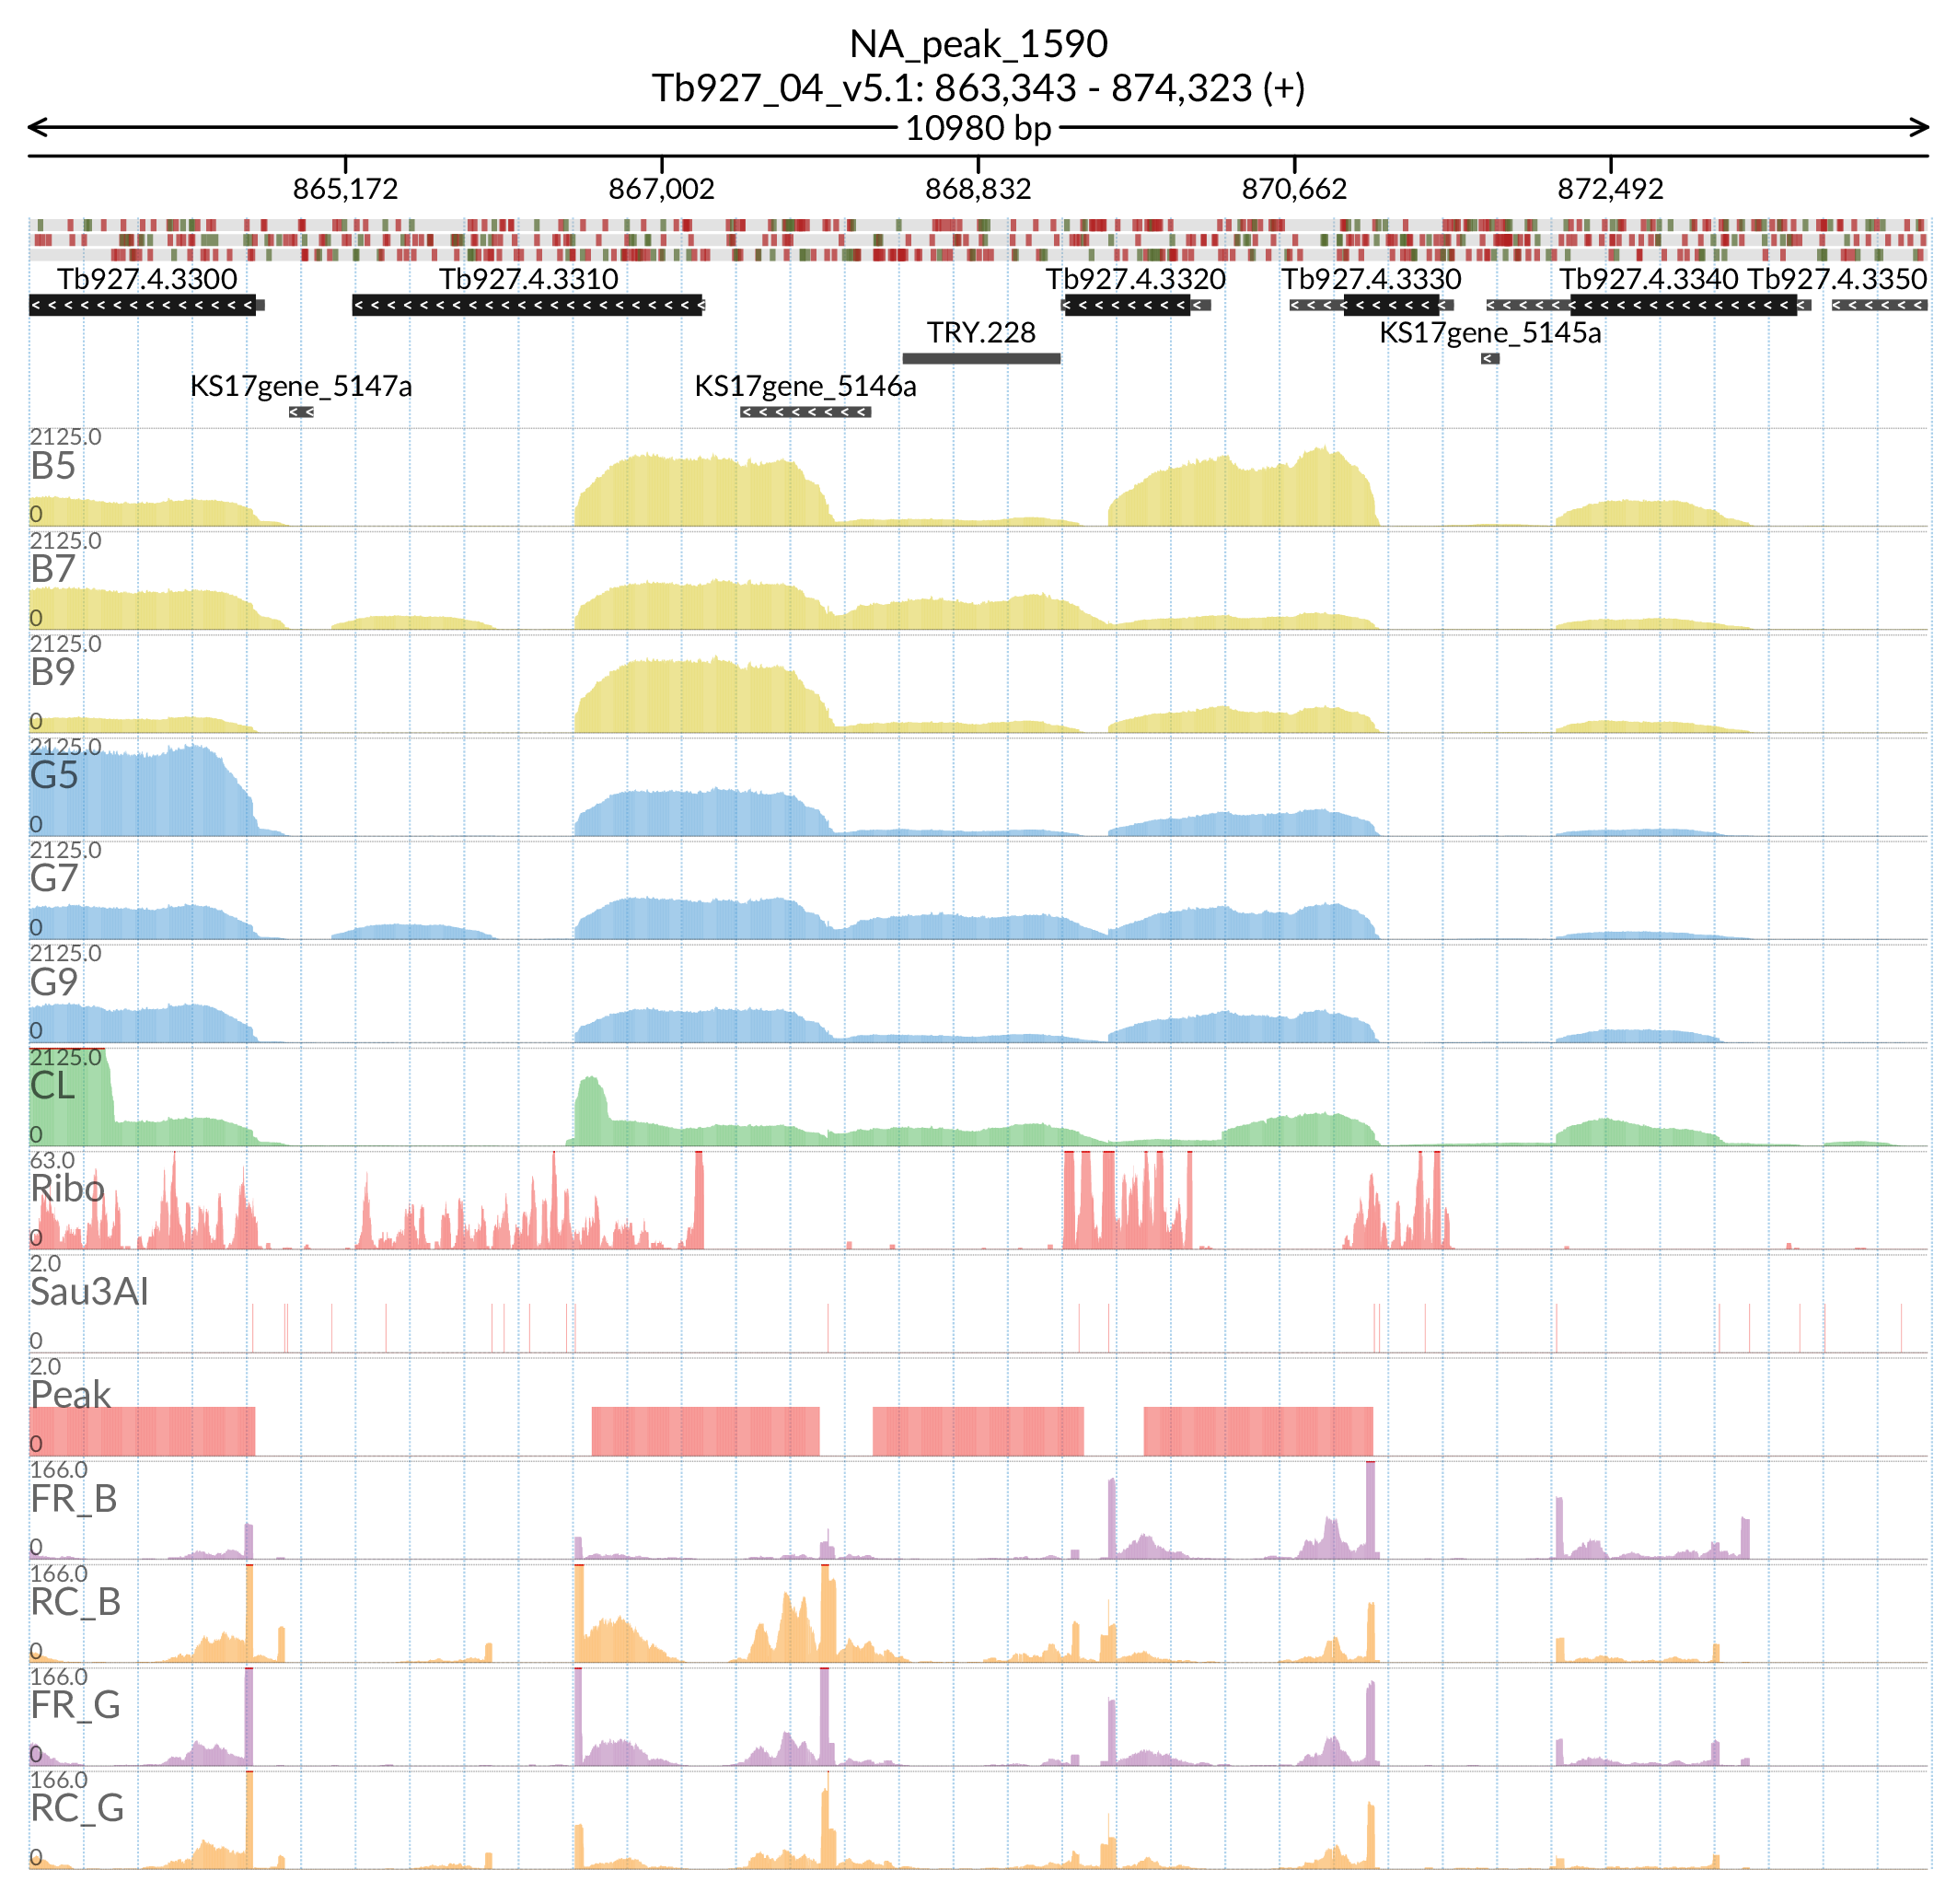 NA_peak_1590
Tb927_04_v5.1: 863,343 - 874,323 (+)
10980 bp
865,172 867,002 868,832 870,662 872,492
Tb927.4.3300 Tb927.4.3310 Tb927.4.3320 Tb927.4.3330 Tb927.4.3340 Tb927.4.3350
TRY.228 KS17gene_5145a
KS17gene_5147a KS17gene_5146a
2125.0
B5
0
2125.0
B7
0
2125.0
B9
0
2125.0
G5
0
2125.0
G7
0
2125.0
G9
0
2125.0
CL
0
63.0
Ribo
0
2.0
Sau3AI
0
2.0
Peak
0
166.0
FR_B
0
166.0
RC_B
0
166.0
FR_G
0
166.0
RC_G
0